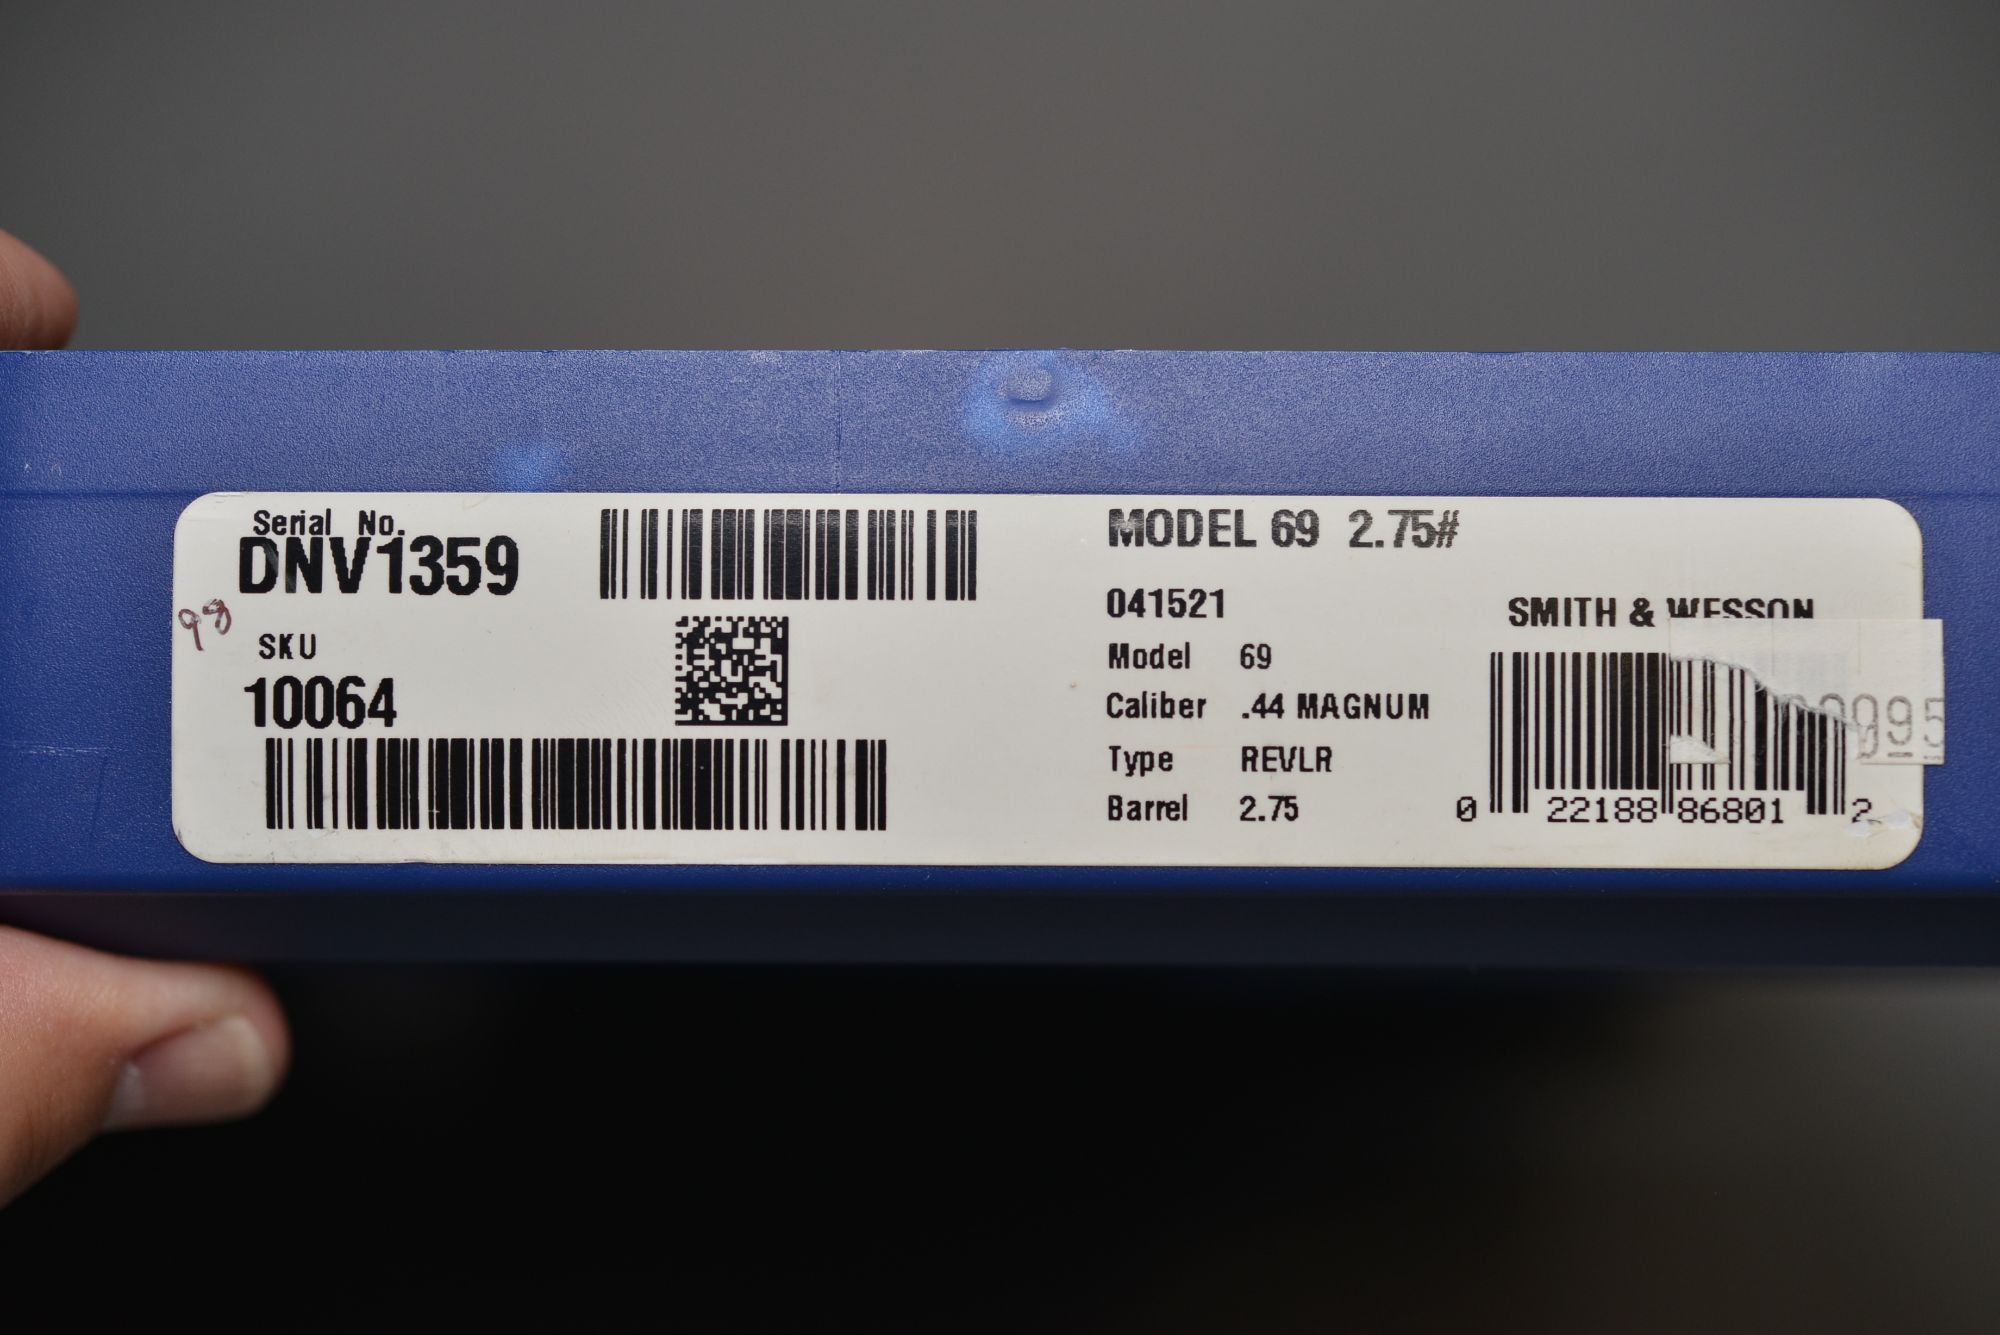 Serial No.
DNV1359
98
SKU
10064
MODEL 69 2.75#
041521
Model 69
Caliber .44 MAGNUM
Type REVLR
Barrel 2.75
SMITH & WESSON
0 22188 86801 2